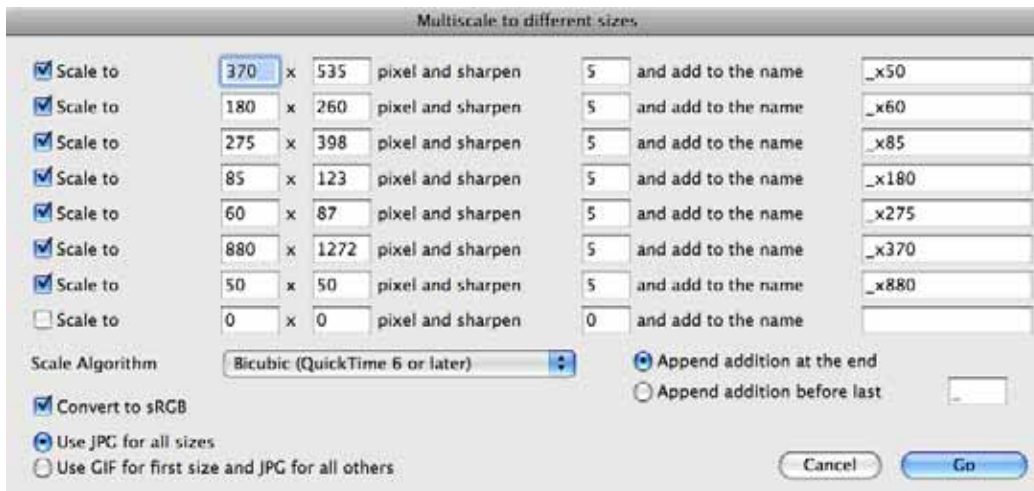 Multiscale to different sizes
Scale to 370 x 535 pixel and sharpen 5 and add to the name _x50
Scale to 180 x 260 pixel and sharpen 5 and add to the name _x60
Scale to 275 x 398 pixel and sharpen 5 and add to the name _x85
Scale to 85 x 123 pixel and sharpen 5 and add to the name _x180
Scale to 60 x 87 pixel and sharpen 5 and add to the name _x275
Scale to 880 x 1272 pixel and sharpen 5 and add to the name _x370
Scale to 50 x 50 pixel and sharpen 5 and add to the name _x880
Scale to 0 x 0 pixel and sharpen 0 and add to the name
Scale Algorithm Bicubic (QuickTime 6 or later) Append addition at the end
Append addition before last _
Convert to sRGB
Use JPG for all sizes
Use GIF for first size and JPG for all others
Cancel Go